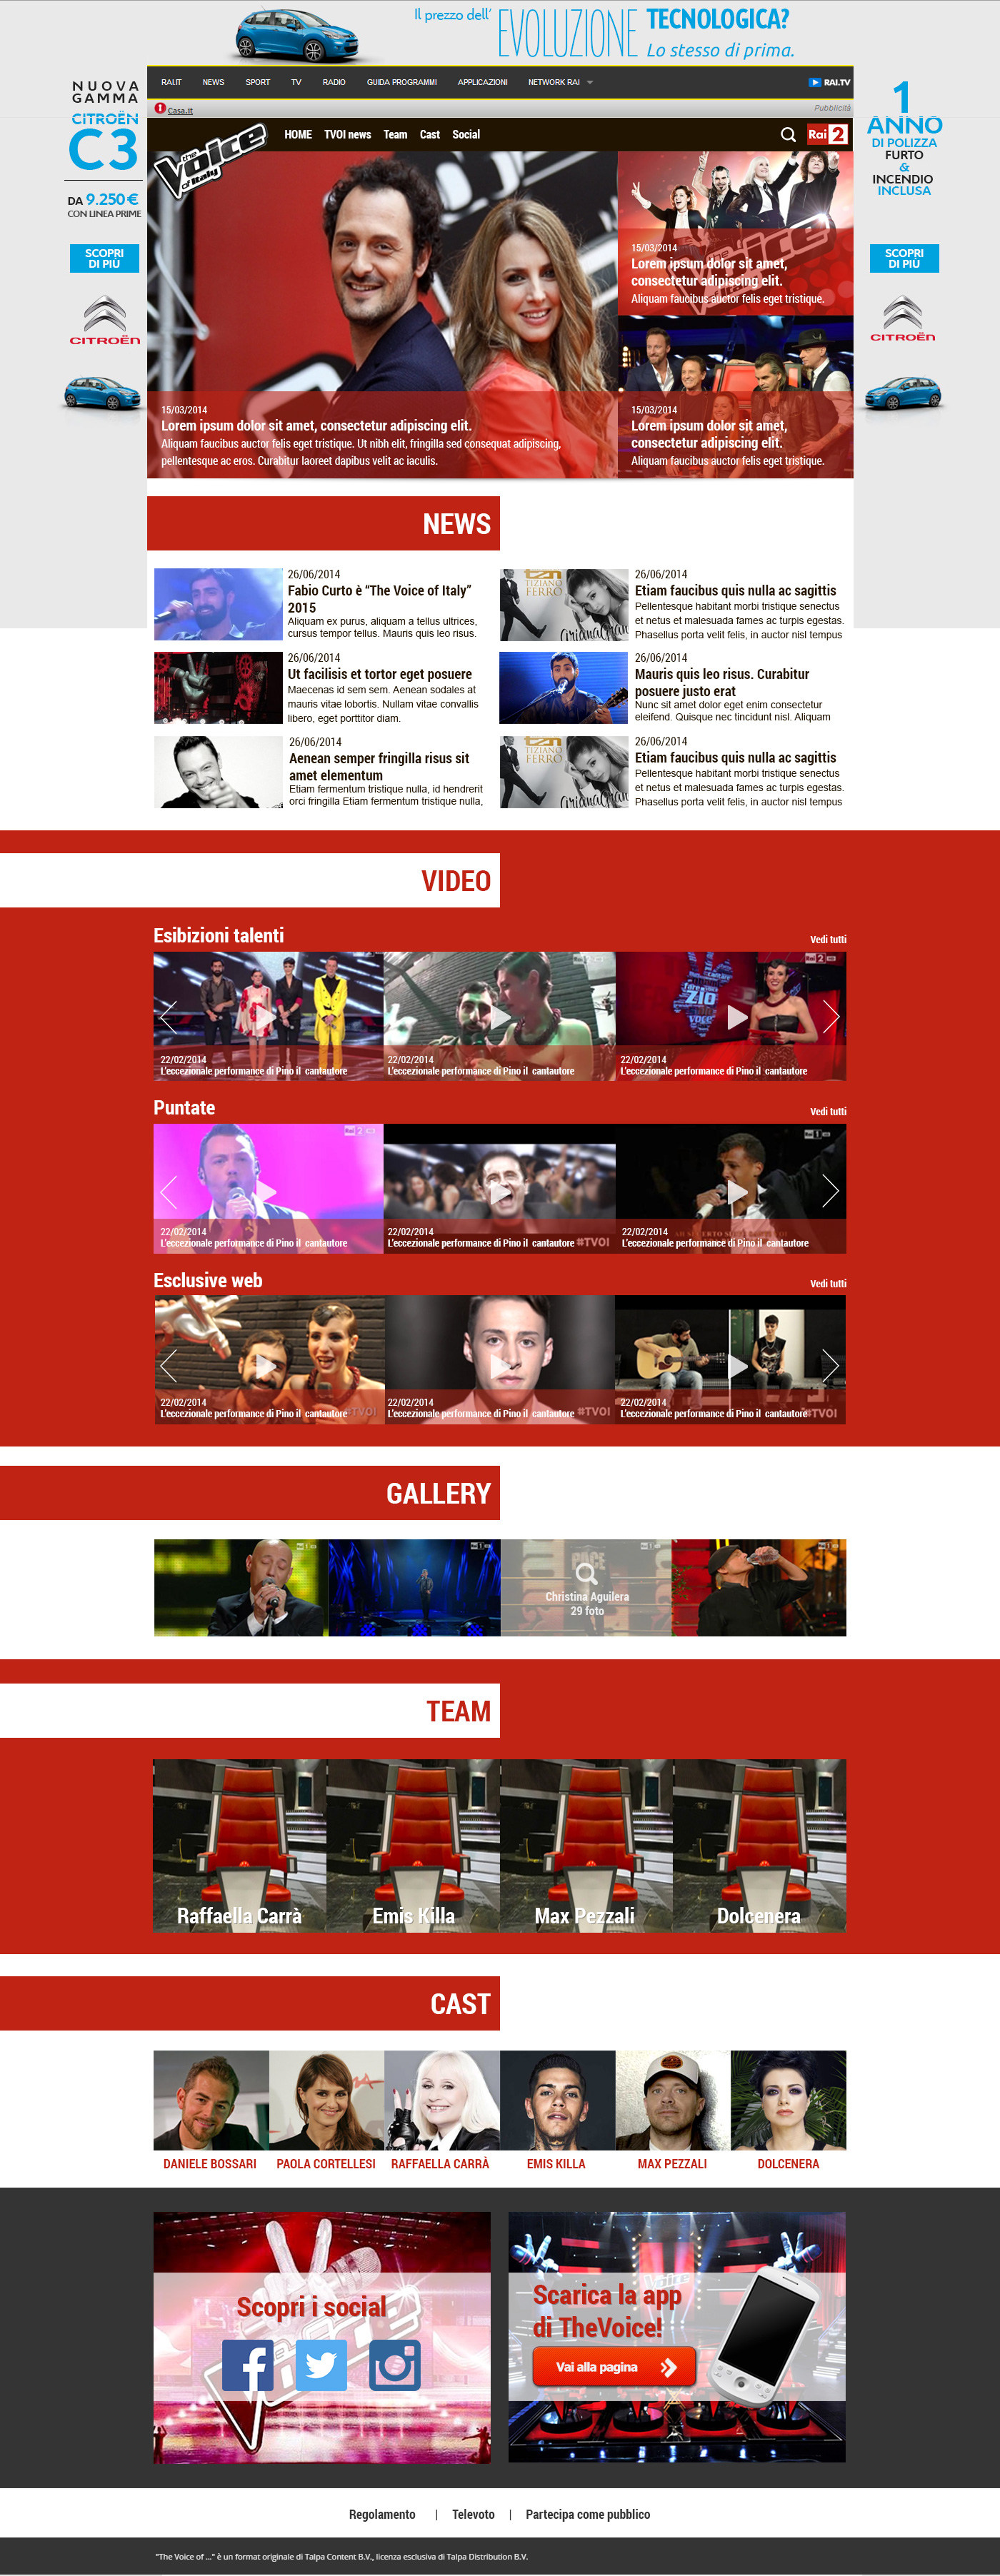 Il prezzo dell' EVOLUZIONE TECNOLOGICA?
Lo stesso di prima.
NUOVA
GAMMA
CITROËN
C3
DA 9.250 €
CON LINEA PRIME
SCOPRI
DI PIÙ
CITROËN
1
ANNO
DI POLIZZA
FURTO
&
INCENDIO
INCLUSA
SCOPRI
DI PIÙ
CITROËN
RAI.IT NEWS SPORT TV RADIO GUIDA PROGRAMMI APPLICAZIONI NETWORK RAI RAI.TV
Casa.it Pubblicità
the Voice of Italy
HOME TVOI news Team Cast Social Rai 2
15/03/2014
Lorem ipsum dolor sit amet, consectetur adipiscing elit.
Aliquam faucibus auctor felis eget tristique. Ut nibh elit, fringilla sed consequat adipiscing,
pellentesque ac eros. Curabitur laoreet dapibus velit ac iaculis.
15/03/2014
Lorem ipsum dolor sit amet,
consectetur adipiscing elit.
Aliquam faucibus auctor felis eget tristique.
15/03/2014
Lorem ipsum dolor sit amet,
consectetur adipiscing elit.
Aliquam faucibus auctor felis eget tristique.
NEWS
26/06/2014
Fabio Curto è “The Voice of Italy”
2015
Aliquam ex purus, aliquam a tellus ultrices,
cursus tempor tellus. Mauris quis leo risus.
TIZIANO
FERRO
26/06/2014
Etiam faucibus quis nulla ac sagittis
Pellentesque habitant morbi tristique senectus
et netus et malesuada fames ac turpis egestas.
Phasellus porta velit felis, in auctor nisl tempus
26/06/2014
Ut facilisis et tortor eget posuere
Maecenas id sem sem. Aenean sodales at
mauris vitae lobortis. Nullam vitae convallis
libero, eget porttitor diam.
26/06/2014
Mauris quis leo risus. Curabitur
posuere justo erat
Nunc sit amet dolor eget enim consectetur
eleifend. Quisque nec tincidunt nisl. Aliquam
26/06/2014
Aenean semper fringilla risus sit
amet elementum
Etiam fermentum tristique nulla, id hendrerit
orci fringilla Etiam fermentum tristique nulla,
TIZIANO
FERRO
26/06/2014
Etiam faucibus quis nulla ac sagittis
Pellentesque habitant morbi tristique senectus
et netus et malesuada fames ac turpis egestas.
Phasellus porta velit felis, in auctor nisl tempus
VIDEO
Esibizioni talenti Vedi tutti
22/02/2014
L'eccezionale performance di Pino il cantautore
22/02/2014
L'eccezionale performance di Pino il cantautore
22/02/2014
L'eccezionale performance di Pino il cantautore
Puntate Vedi tutti
22/02/2014
L'eccezionale performance di Pino il cantautore
22/02/2014
L'eccezionale performance di Pino il cantautore #TVOI
22/02/2014
L'eccezionale performance di Pino il cantautore
Esclusive web Vedi tutti
22/02/2014
L'eccezionale performance di Pino il cantautore #TVOI
22/02/2014
L'eccezionale performance di Pino il cantautore #TVOI
22/02/2014
L'eccezionale performance di Pino il cantautore #TVOI
GALLERY
Christina Aguilera
29 foto
TEAM
Raffaella Carrà Emis Killa Max Pezzali Dolcenera
CAST
DANIELE BOSSARI PAOLA CORTELLESI RAFFAELLA CARRÀ EMIS KILLA MAX PEZZALI DOLCENERA
Scopri i social
Scarica la app
di TheVoice!
Vai alla pagina
Regolamento | Televoto | Partecipa come pubblico
"The Voice of ..." è un format originale di Talpa Content B.V., licenza esclusiva di Talpa Distribution B.V.